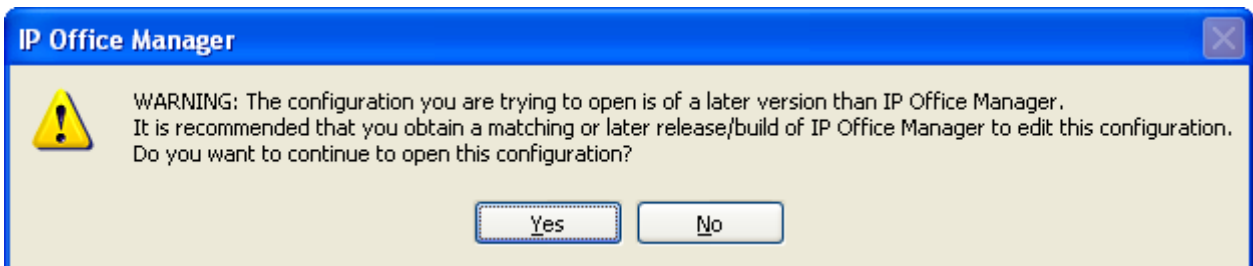 IP Office Manager
WARNING: The configuration you are trying to open is of a later version than IP Office Manager.
It is recommended that you obtain a matching or later release/build of IP Office Manager to edit this configuration.
Do you want to continue to open this configuration?
Yes No